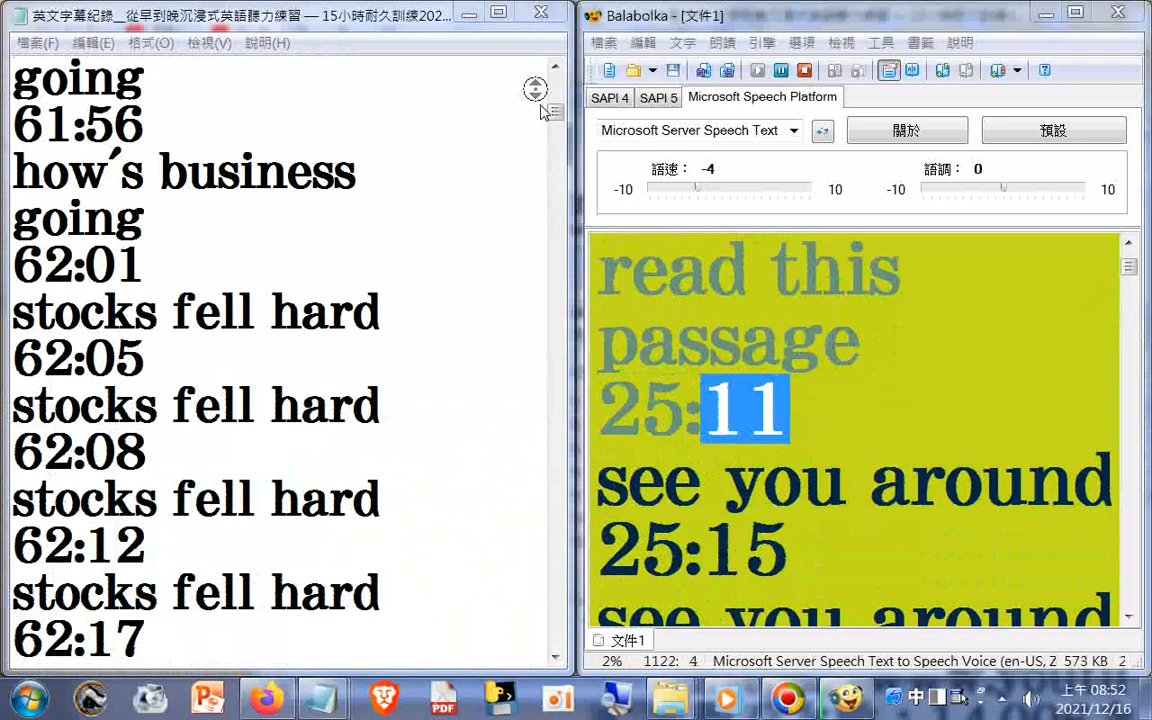 英文字幕紀錄__從早到晚沉浸式英語聽力練習 — 15小時耐久訓練202...
檔案(F) 編輯(E) 格式(O) 檢視(V) 說明(H)
going
61:56
how's business
going
62:01
stocks fell hard
62:05
stocks fell hard
62:08
stocks fell hard
62:12
stocks fell hard
62:17
Balabolka - [文件1]
檔案 編輯 文字 朗讀 引擎 選項 檢視 工具 書籤 說明
SAPI 4 SAPI 5 Microsoft Speech Platform
Microsoft Server Speech Text 關於 預設
語速： -4 語調： 0
-10 10 -10 10
read this
passage
25:11
see you around
25:15
see you around
文件1
2% 1122: 4 Microsoft Server Speech Text to Speech Voice (en-US, Z 573 KB 2
PDF 中 上午 08:52
2021/12/16